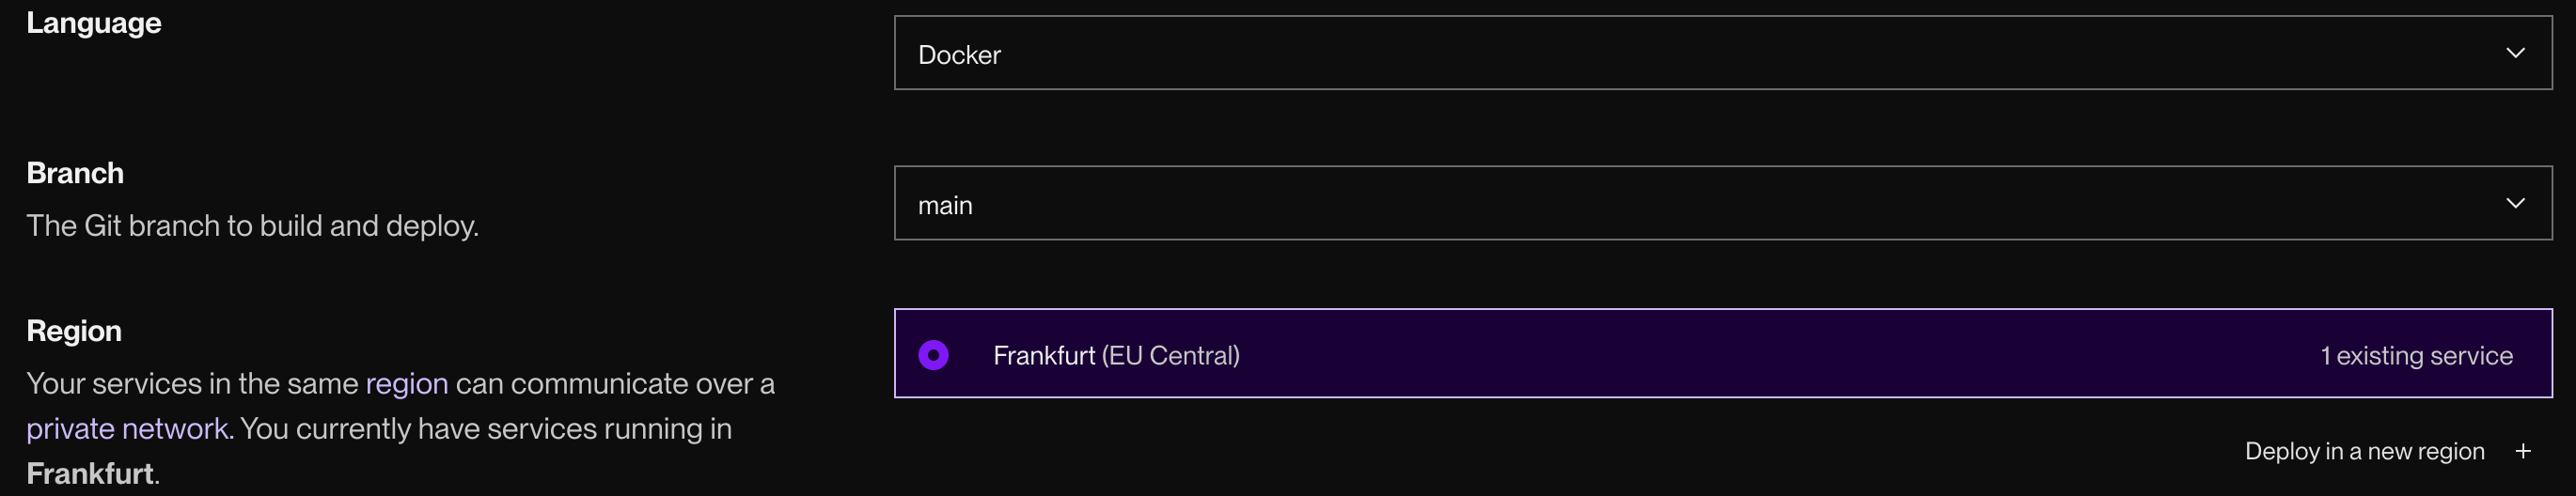 Language
Docker
Branch
The Git branch to build and deploy.
main
Region
Your services in the same region can communicate over a
private network. You currently have services running in
Frankfurt.
Frankfurt (EU Central)
1 existing service
Deploy in a new region +